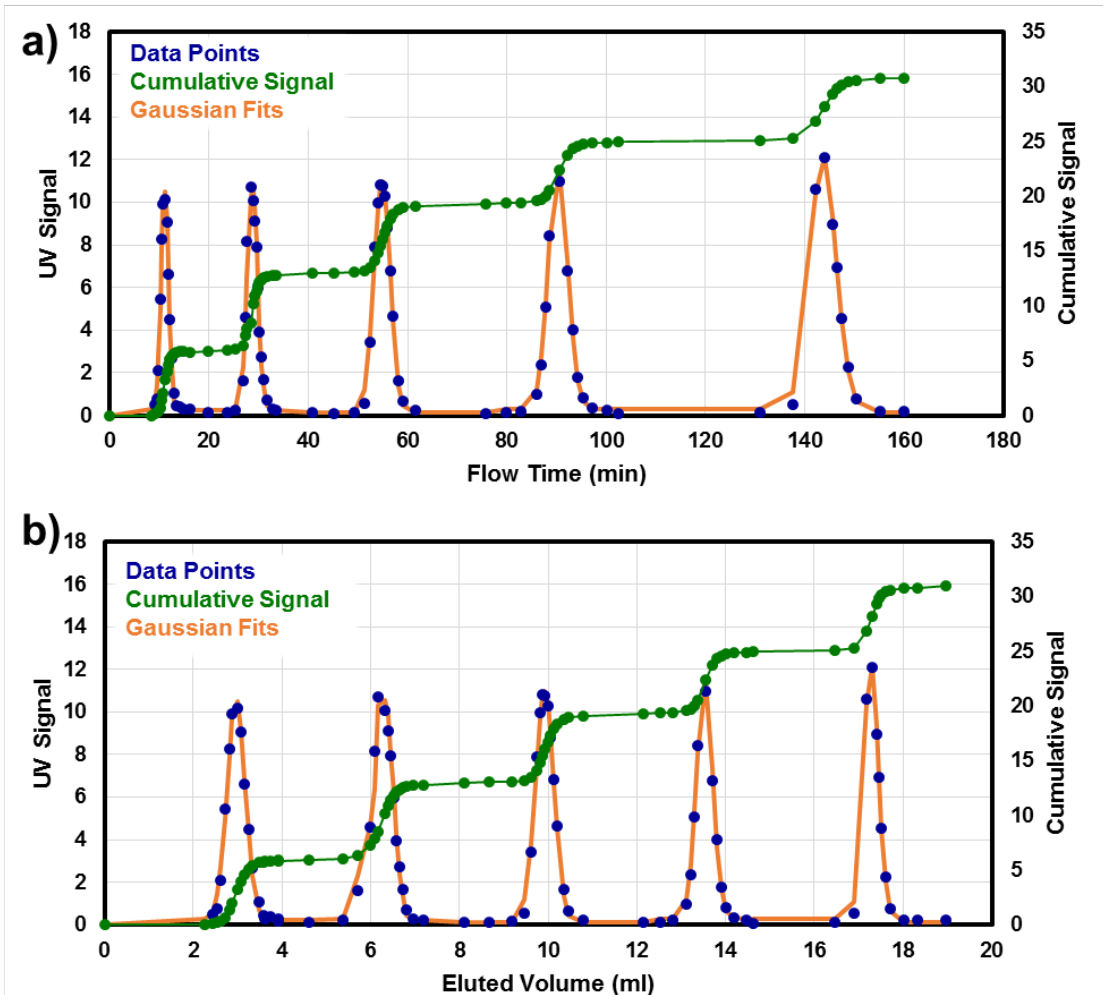 a)
18
16
14
12
10
8
6
4
2
0
UV Signal
Data Points
Cumulative Signal
Gaussian Fits
35
30
25
20
15
10
5
0
Cumulative Signal
0 20 40 60 80 100 120 140 160 180
Flow Time (min)
b)
18
16
14
12
10
8
6
4
2
0
UV Signal
Data Points
Cumulative Signal
Gaussian Fits
35
30
25
20
15
10
5
0
Cumulative Signal
0 2 4 6 8 10 12 14 16 18 20
Eluted Volume (ml)